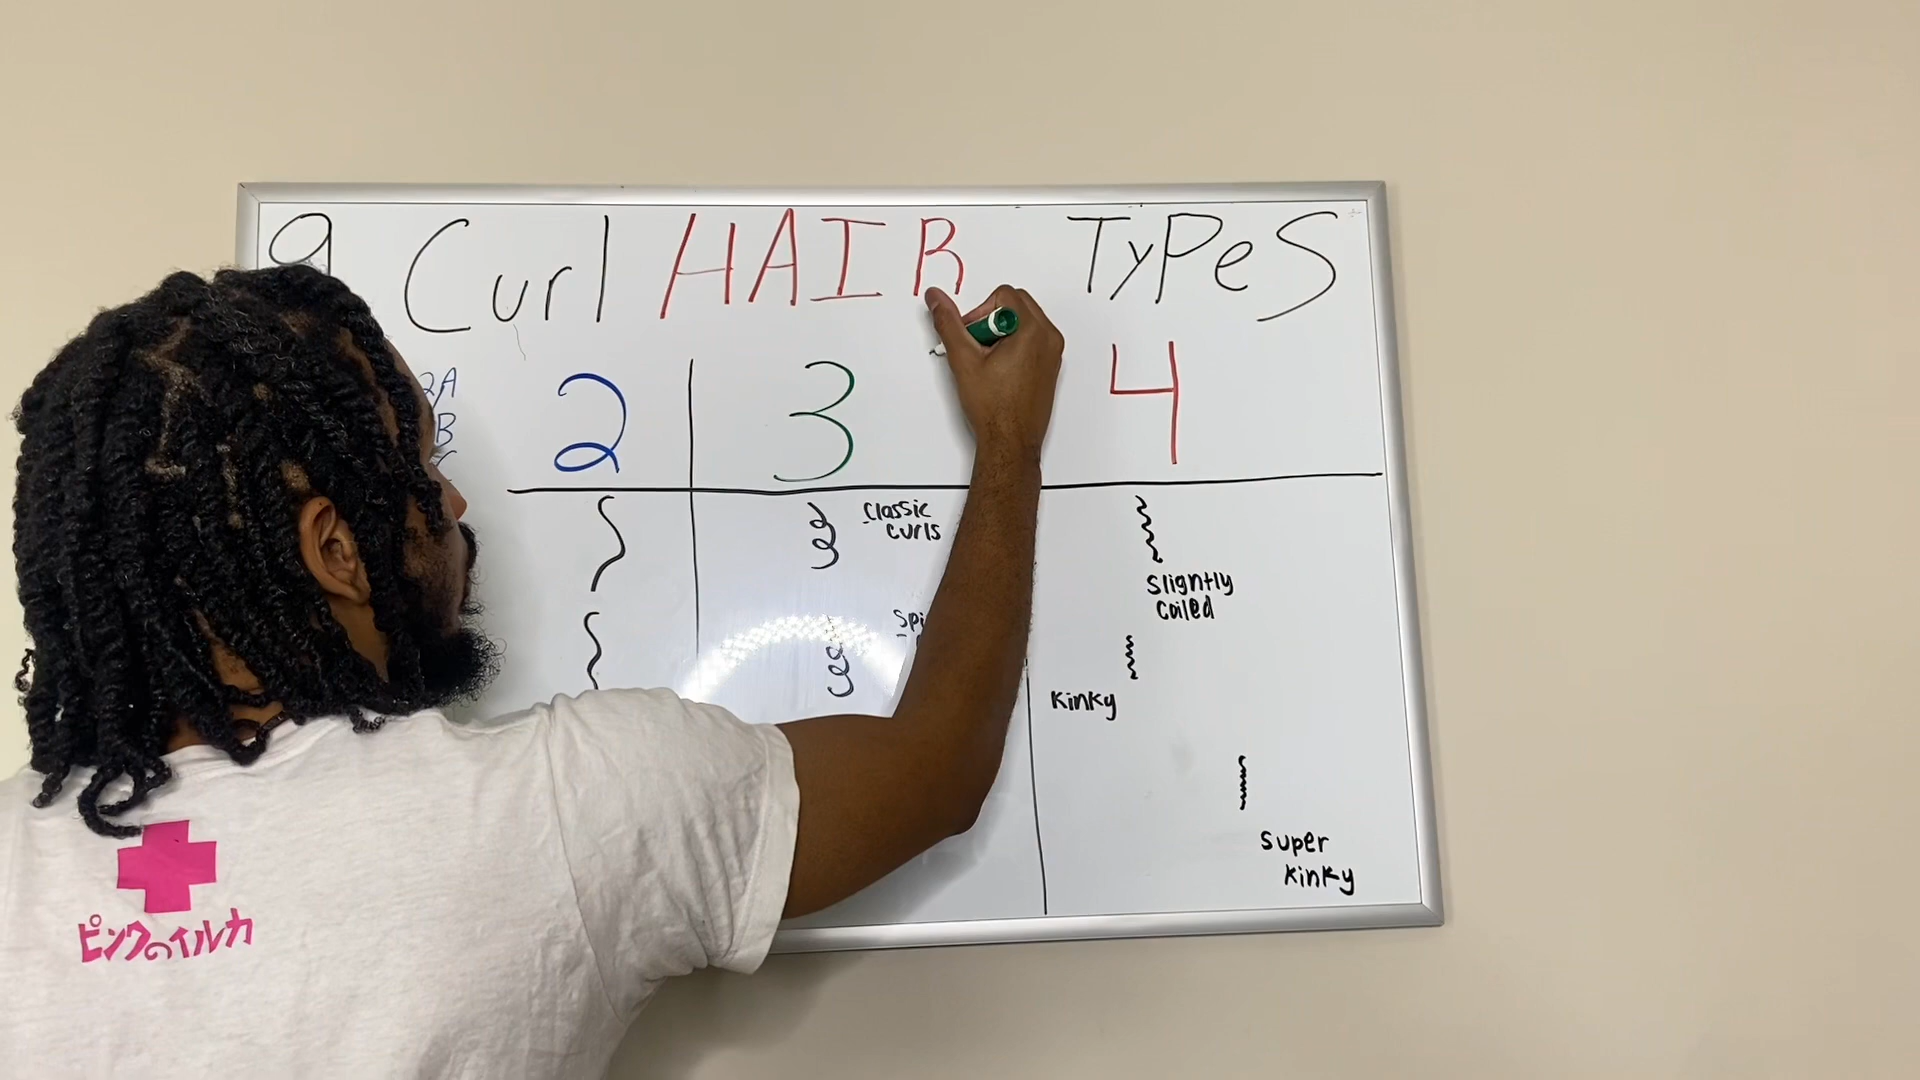 9 Curl HAIR TYPeS
2A
B
2 3 4
Classic
curls
Slightly
coiled
Kinky
Super
kinky
ピンクのイルカ